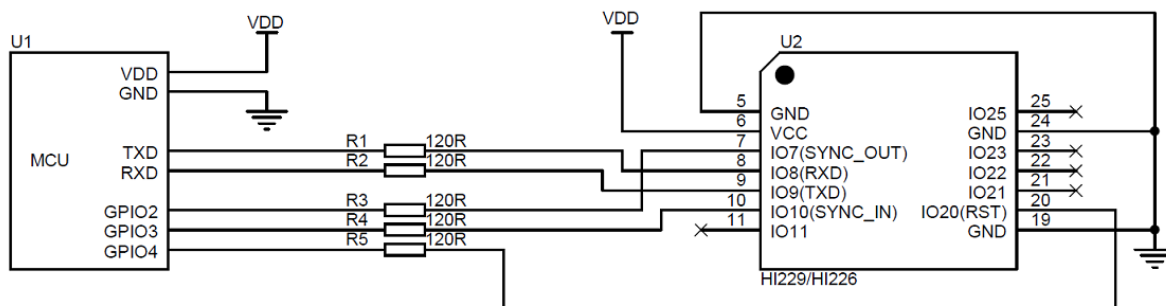 VDD
VDD
U1
U2
VDD
GND
MCU
TXD
RXD
GPIO2
GPIO3
GPIO4
R1 120R
R2 120R
R3 120R
R4 120R
R5 120R
5 GND
6 VCC
7 IO7(SYNC_OUT)
8 IO8(RXD)
9 IO9(TXD)
10 IO10(SYNC_IN)
11 IO11
IO25 25
GND 24
IO23 23
IO22 22
IO21 21
IO20(RST) 20
GND 19
HI229/HI226